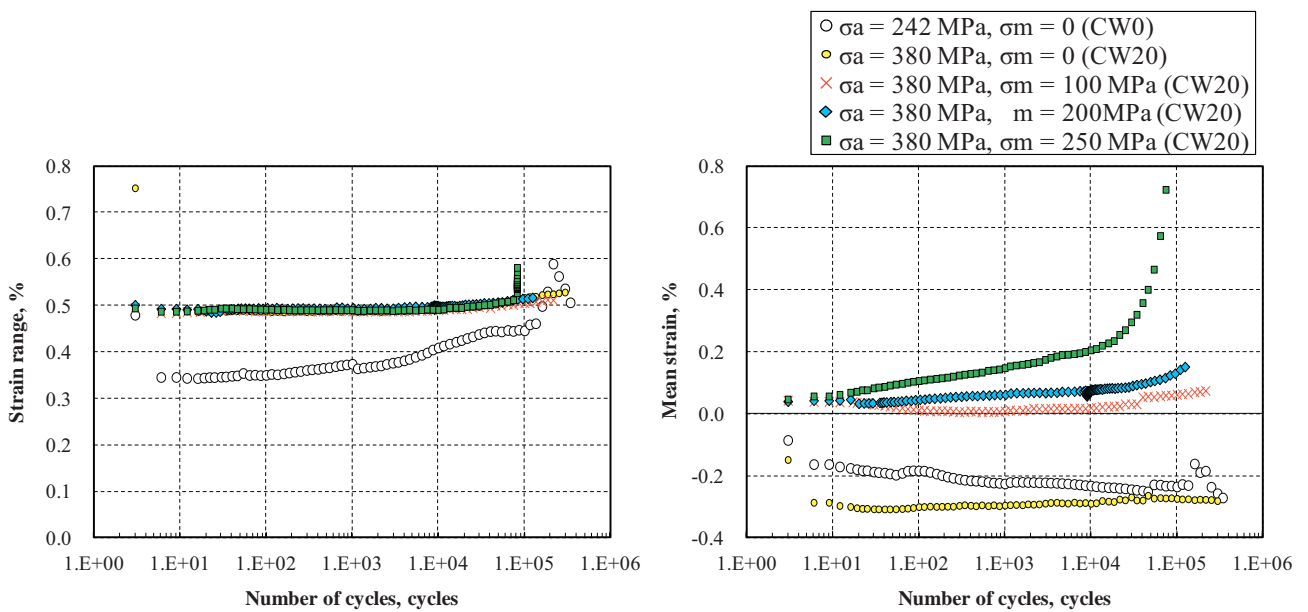 σa = 242 MPa, σm = 0 (CW0)
σa = 380 MPa, σm = 0 (CW20)
σa = 380 MPa, σm = 100 MPa (CW20)
σa = 380 MPa, m = 200MPa (CW20)
σa = 380 MPa, σm = 250 MPa (CW20)
Strain range, %
0.8
0.7
0.6
0.5
0.4
0.3
0.2
0.1
0.0
1.E+00 1.E+01 1.E+02 1.E+03 1.E+04 1.E+05 1.E+06
Number of cycles, cycles
Mean strain, %
0.8
0.6
0.4
0.2
0.0
-0.2
-0.4
1.E+00 1.E+01 1.E+02 1.E+03 1.E+04 1.E+05 1.E+06
Number of cycles, cycles